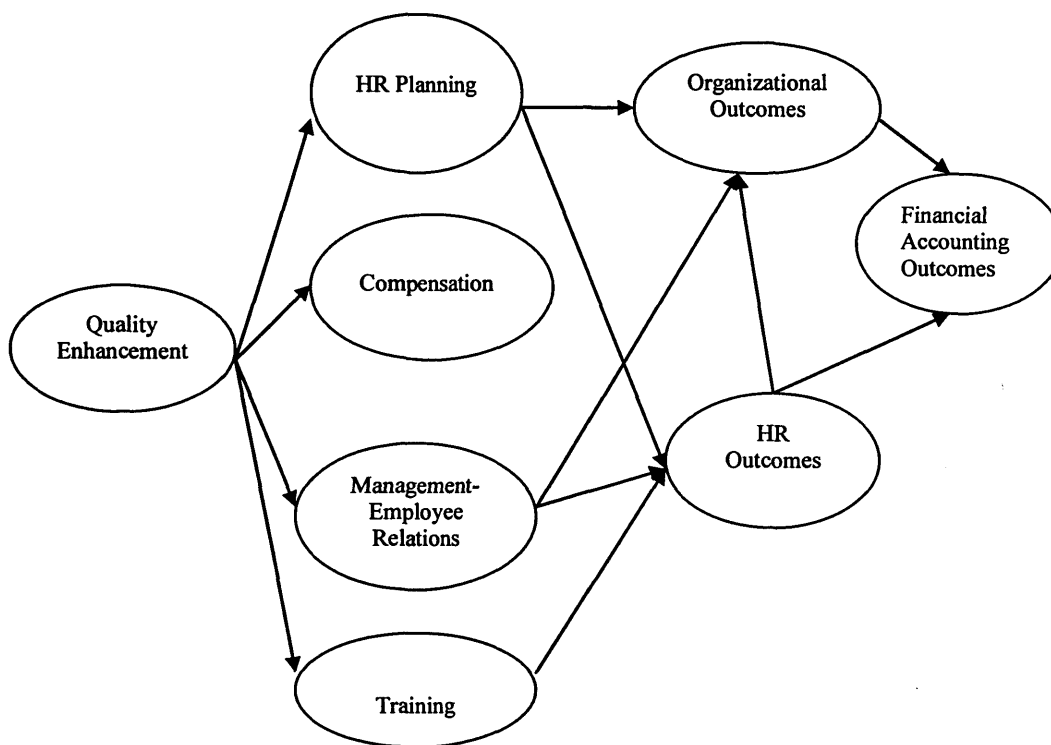 HR Planning
Organizational
Outcomes
Financial
Accounting
Outcomes
Compensation
Quality
Enhancement
HR
Outcomes
Management-
Employee
Relations
Training